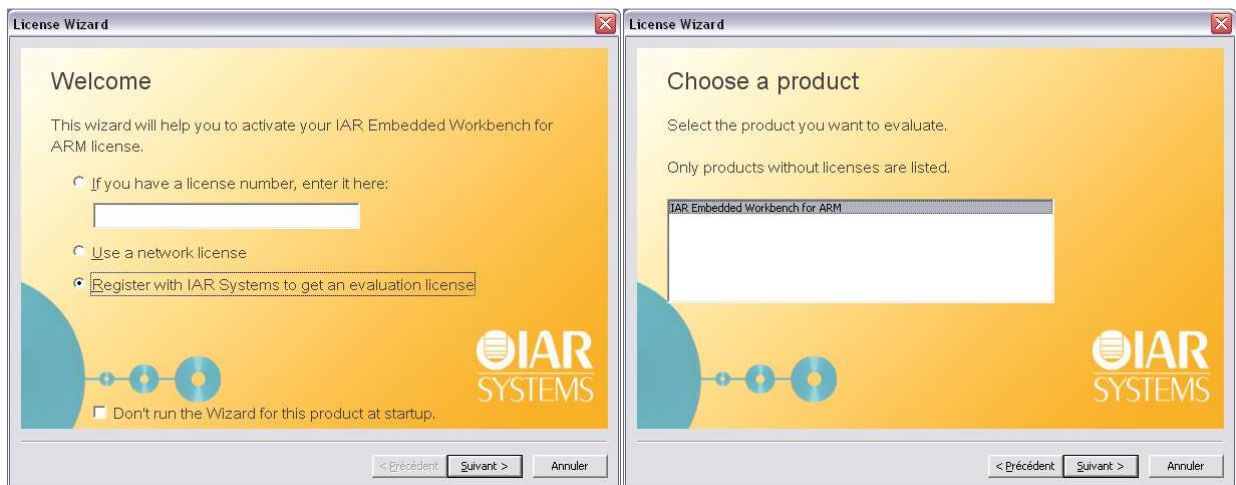 License Wizard
Welcome
This wizard will help you to activate your IAR Embedded Workbench for
ARM license.
If you have a license number, enter it here:
Use a network license
Register with IAR Systems to get an evaluation license
IAR
SYSTEMS
Don't run the Wizard for this product at startup.
< Précédent
Suivant >
Annuler
License Wizard
Choose a product
Select the product you want to evaluate.
Only products without licenses are listed.
IAR Embedded Workbench for ARM
IAR
SYSTEMS
< Précédent
Suivant >
Annuler